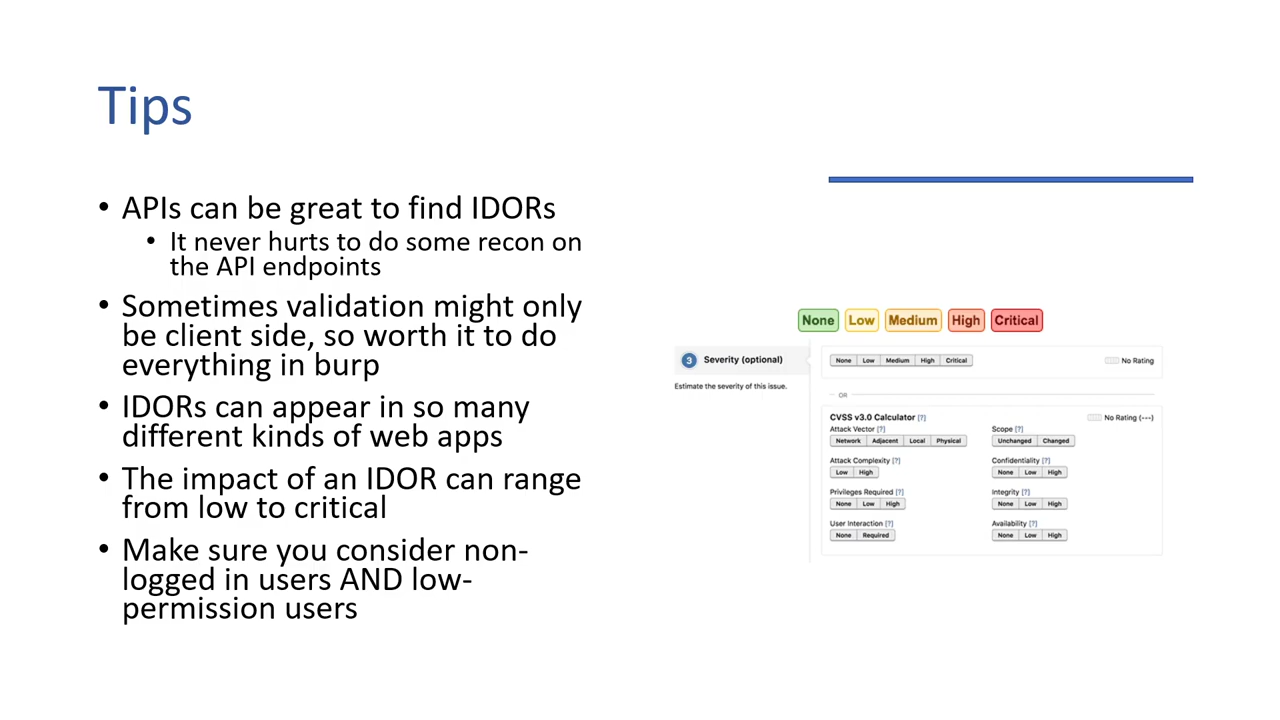 Tips
• APIs can be great to find IDORs
• It never hurts to do some recon on
the API endpoints
• Sometimes validation might only
be client side, so worth it to do
everything in burp
• IDORs can appear in so many
different kinds of web apps
• The impact of an IDOR can range
from low to critical
• Make sure you consider non-
logged in users AND low-
permission users
None Low Medium High Critical
3 Severity (optional)
Estimate the severity of this issue.
None Low Medium High Critical
No Rating
OR
CVSS v3.0 Calculator [?]
No Rating (---)
Attack Vector [?]
Network Adjacent Local Physical
Scope [?]
Unchanged Changed
Attack Complexity [?]
Low High
Confidentiality [?]
None Low High
Privileges Required [?]
None Low High
Integrity [?]
None Low High
User Interaction [?]
None Required
Availability [?]
None Low High